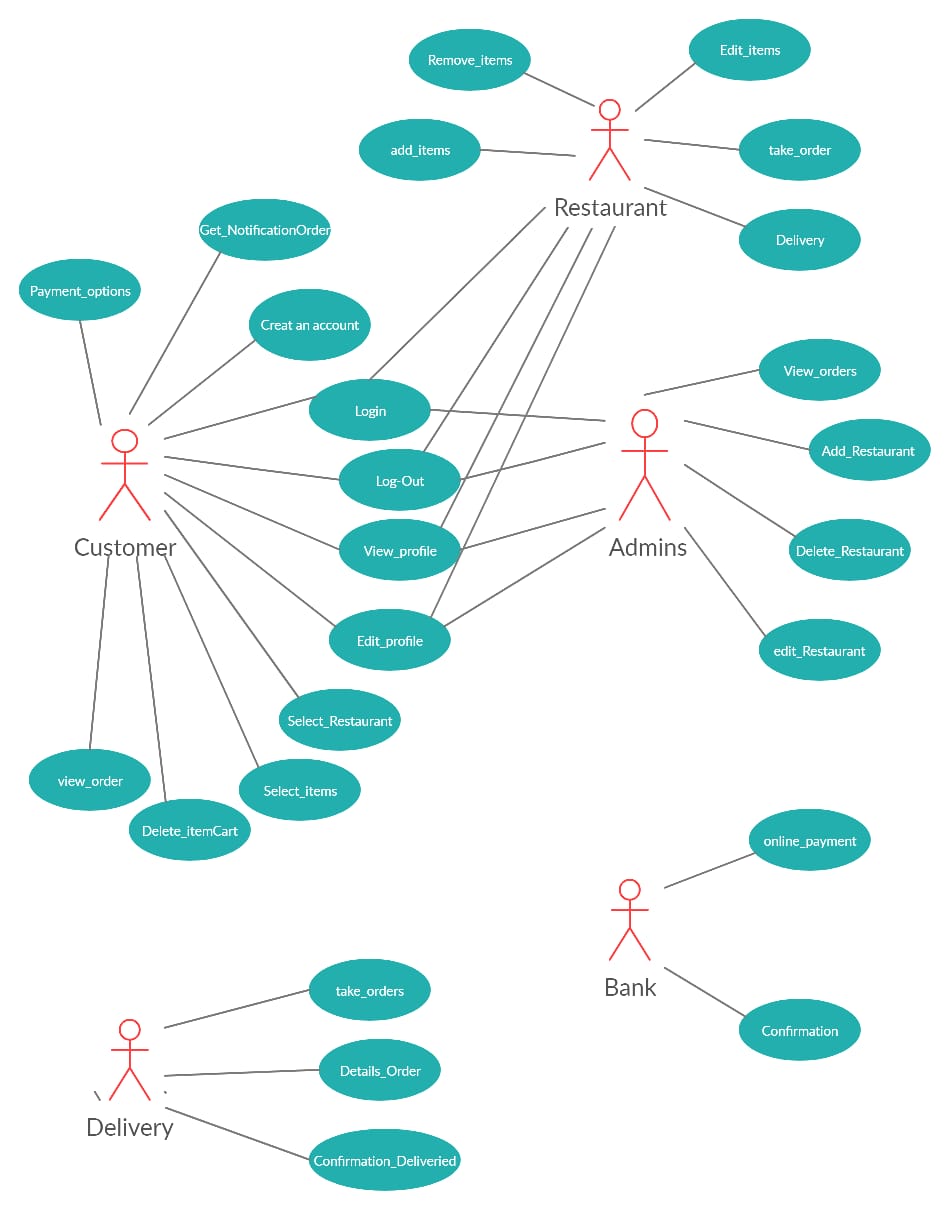 Edit_items
Remove_items
add_items
take_order
Restaurant
Get_NotificationOrder
Delivery
Payment_options
Creat an account
View_orders
Login
Add_Restaurant
Log-Out
Customer
View_profile
Admins
Delete_Restaurant
Edit_profile
edit_Restaurant
Select_Restaurant
view_order
Select_items
Delete_itemCart
online_payment
Bank
take_orders
Confirmation
Details_Order
Delivery
Confirmation_Deliveried